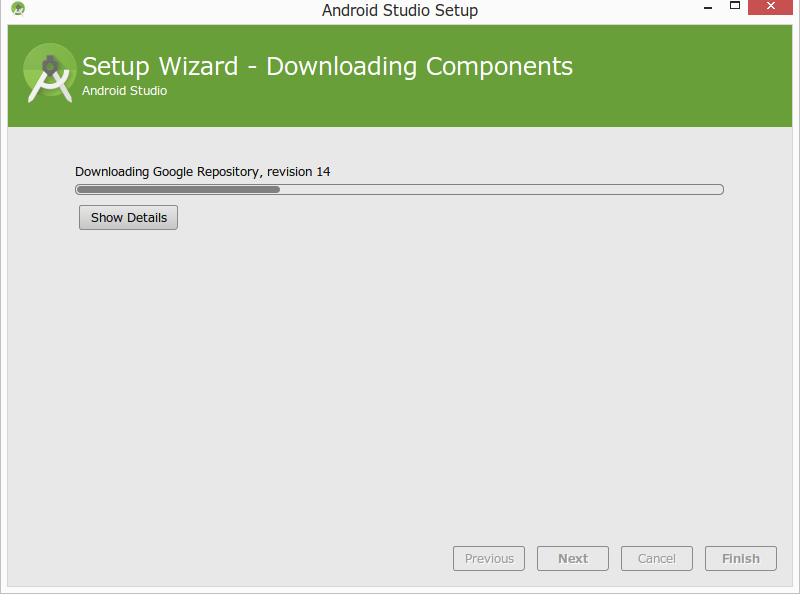 Android Studio Setup
Setup Wizard - Downloading Components
Android Studio
Downloading Google Repository, revision 14
Show Details
Previous Next Cancel Finish